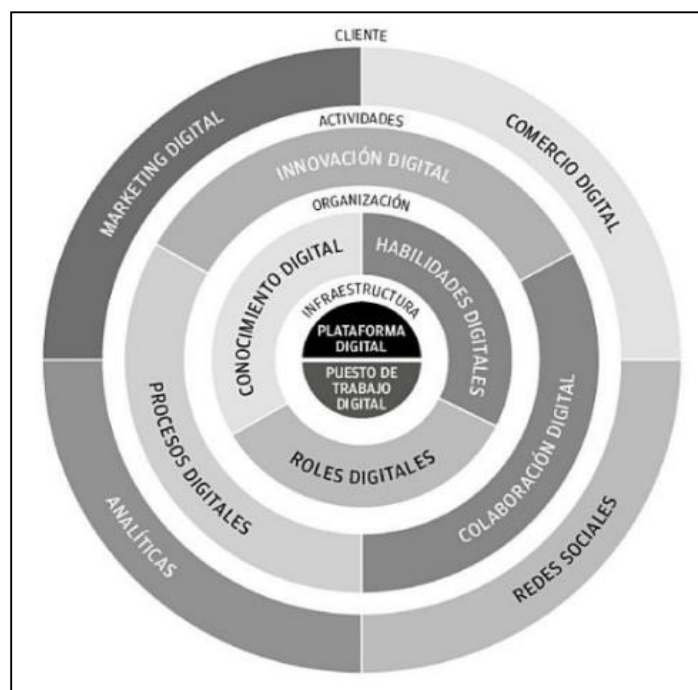 CLIENTE
MARKETING DIGITAL
COMERCIO DIGITAL
ACTIVIDADES
INNOVACIÓN DIGITAL
ORGANIZACIÓN
CONOCIMIENTO DIGITAL
HABILIDADES DIGITALES
INFRAESTRUCTURA
PLATAFORMA
DIGITAL
PUESTO DE
TRABAJO
DIGITAL
ROLES DIGITALES
PROCESOS DIGITALES
COLABORACIÓN DIGITAL
ANALÍTICAS
REDES SOCIALES